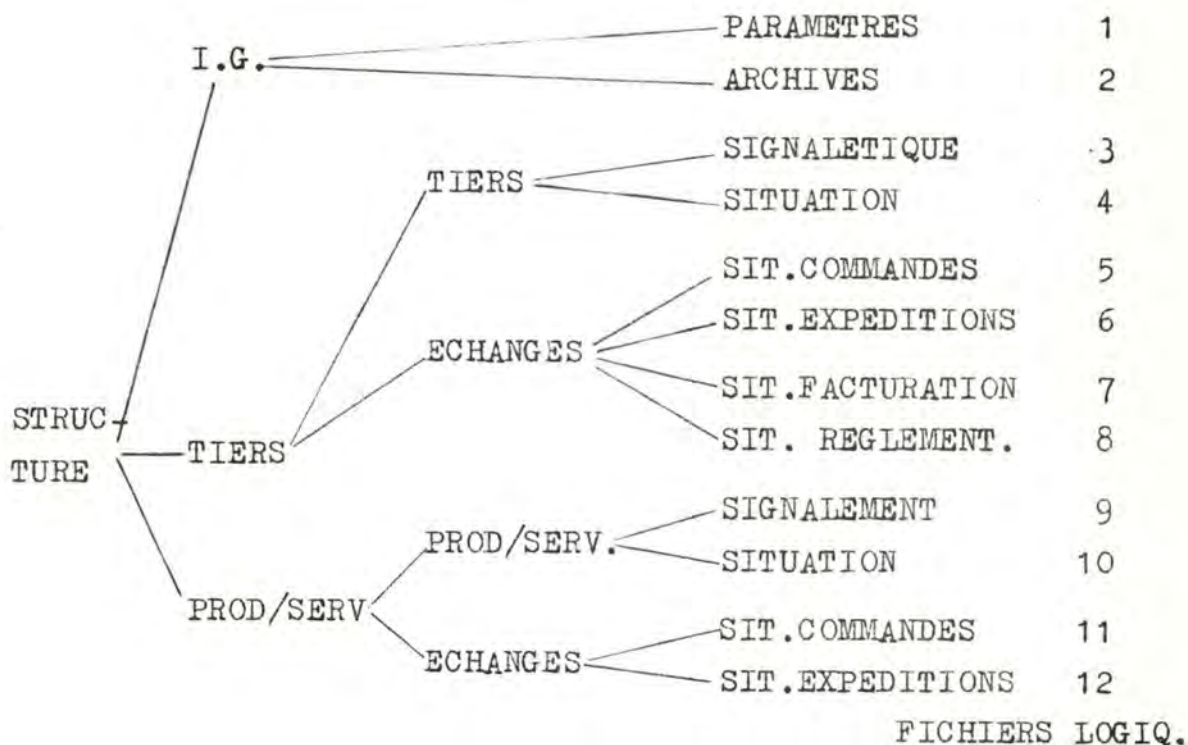 PARAMETRES 1
I.G.
ARCHIVES 2
SIGNALETIQUE 3
TIERS
SITUATION 4
SIT.COMMANDES 5
SIT.EXPEDITIONS 6
ECHANGES
SIT.FACTURATION 7
STRUC-
TIERS
SIT. REGLEMENT. 8
TURE
SIGNALEMENT 9
PROD/SERV.
SITUATION 10
PROD/SERV
SIT.COMMANDES 11
ECHANGES
SIT.EXPEDITIONS 12
FICHIERS LOGIQ.